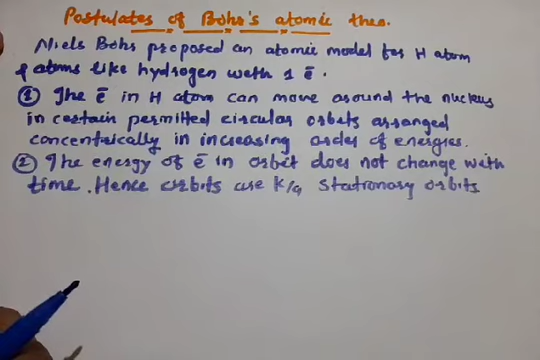 Postulates of Bohr's atomic theo.
Niels Bohr proposed an atomic model for H atom
& atoms like hydrogen with 1 ē.
① The ē in H atom can move around the nucleus
in certain permitted circular orbits arranged
concentrically in increasing order of energies.
② The energy of ē in orbit does not change with
time. Hence orbits are k/a stationary orbits